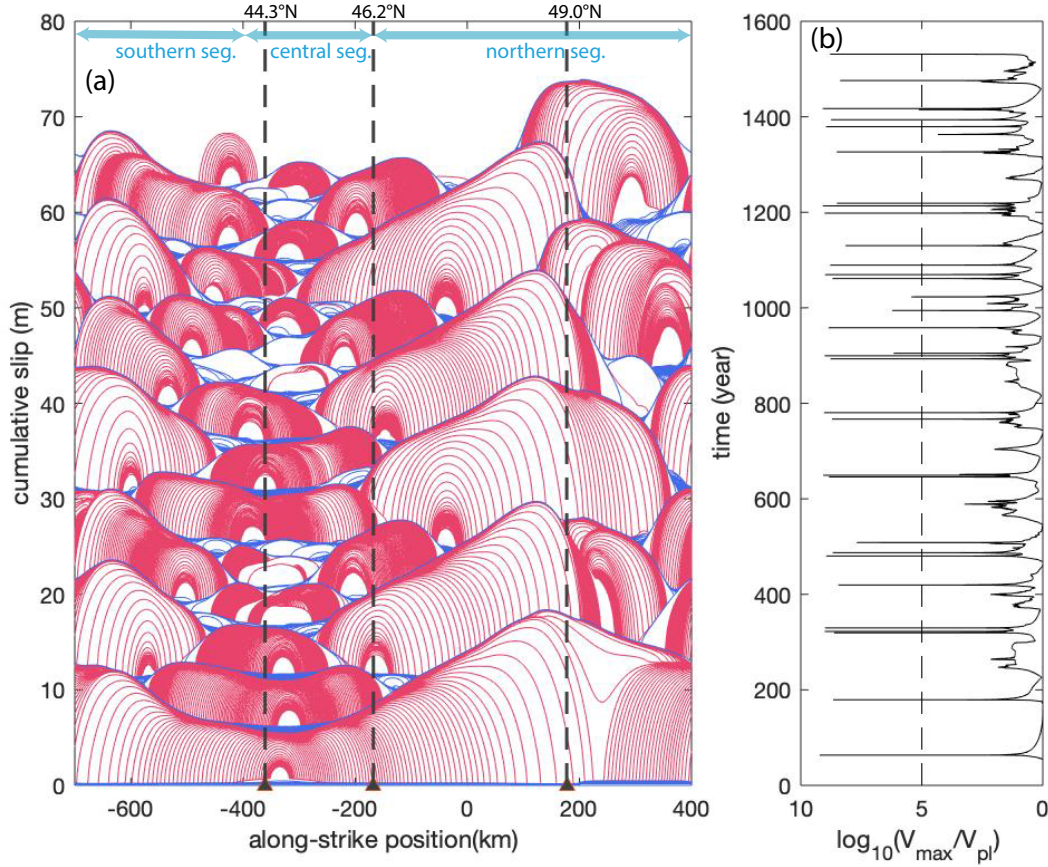 44.3°N 46.2°N 49.0°N
southern seg. central seg. northern seg.
(a)
80
70
60
50
40
30
20
10
0
cumulative slip (m)
-600 -400 -200 0 200 400
along-strike position(km)
(b)
1600
1400
1200
1000
800
600
400
200
0
time (year)
10 5 0
log10(Vmax/Vpl)